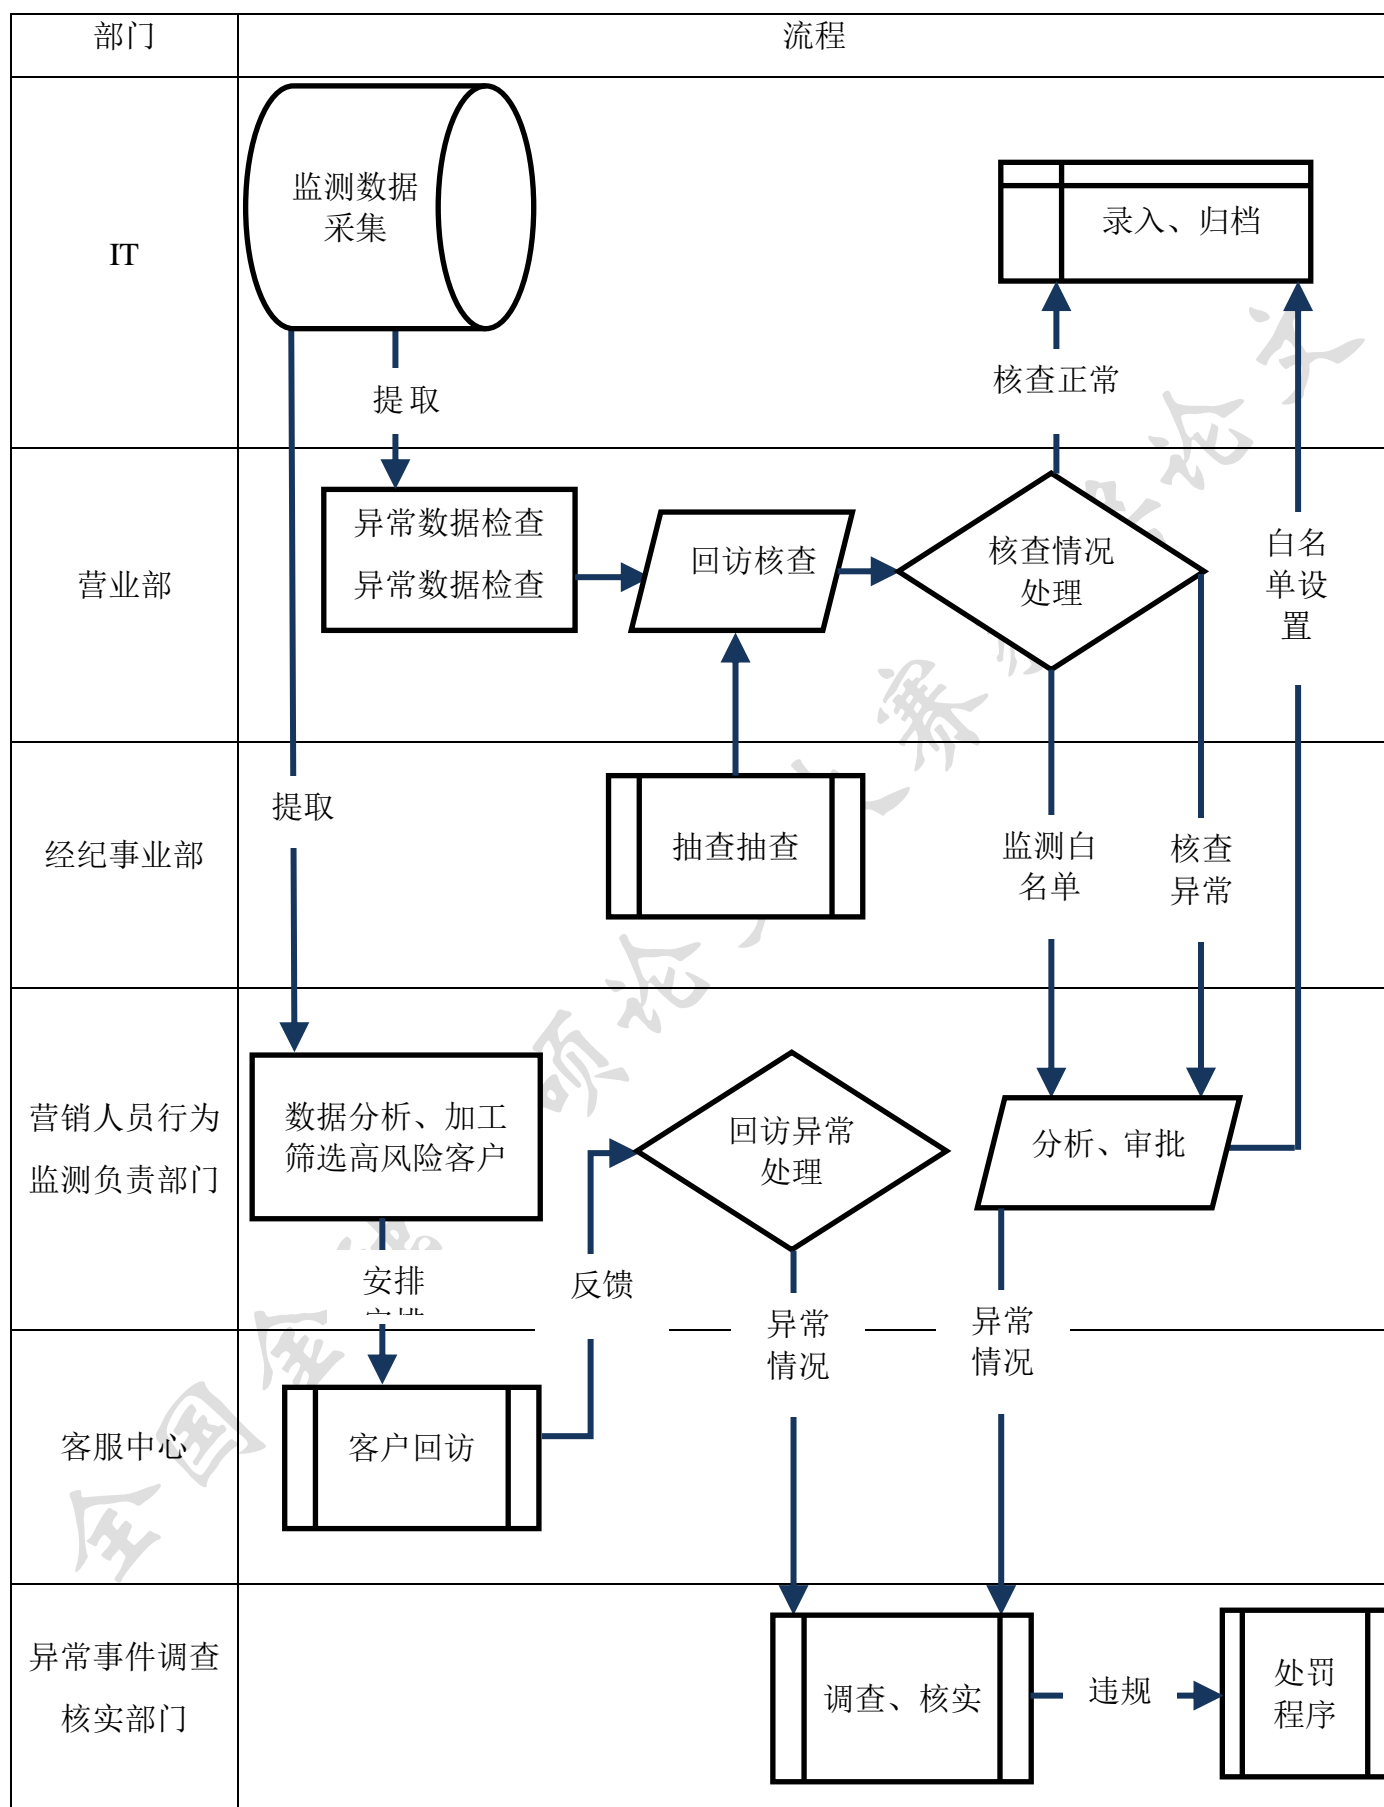 部门
流程
监测数据
采集
录入、归档
IT
提 取
核查正常
异常数据检查
异常数据检查
回访核查
核查情况
处理
白名
单设
置
营业部
提取
抽查抽查
监测白
名单
核查
异常
经纪事业部
营销人员行为
监测负责部门
数据分析、加工
筛选高风险客户
回访异常
处理
分析、审批
安排
反馈
异常
情况
异常
情况
客服中心
客户回访
异常事件调查
核实部门
调查、核实
违规
处罚
程序